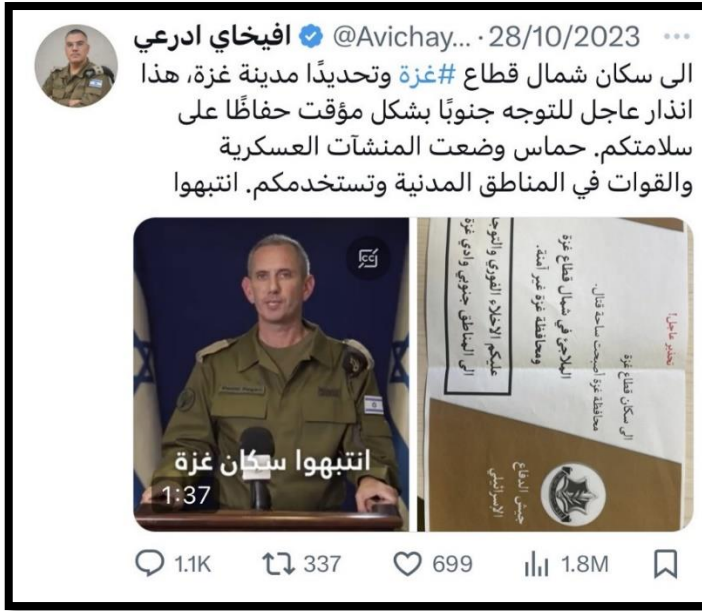 افيخاي ادرعي @Avichay... · 28/10/2023
الى سكان شمال قطاع #غزة وتحديدًا مدينة غزة، هذا
انذار عاجل للتوجه جنوبًا بشكل مؤقت حفاظًا على
سلامتكم. حماس وضعت المنشآت العسكرية
والقوات في المناطق المدنية وتستخدمكم. انتبهوا
CC
انتبهوا سكان غزة
1:37
تحذير عاجل!
الى سكان قطاع غزة
محافظة غزة أصبحت ساحة قتال.
الملاجئ في شمال قطاع غزة
ومحافظة غزة غير آمنة.
عليكم الاخلاء الفوري والتوجه
الى المناطق جنوبي وادي غزة
جيش الدفاع
الإسرائيلي
1.1K
337
699
1.8M